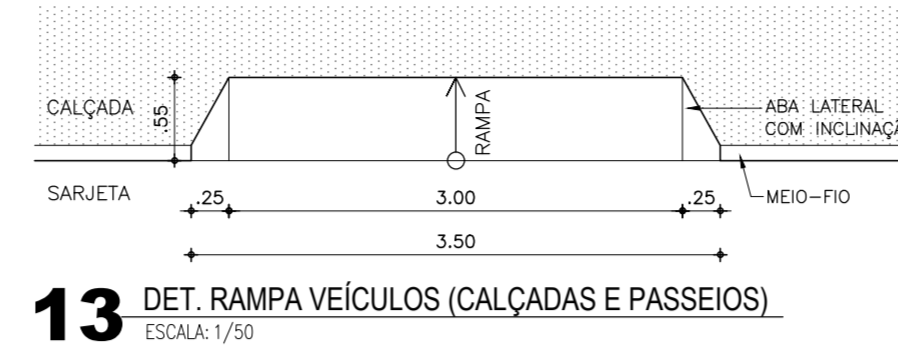 CALÇADA
.55
RAMPA
ABA LATERAL
COM
SARJETA
MEIO-FIO
.25
3.00
.25
3.50
13 DET. RAMPA VEÍCULOS (CALÇADAS E PASSEIOS)
ESCALA: 1/50